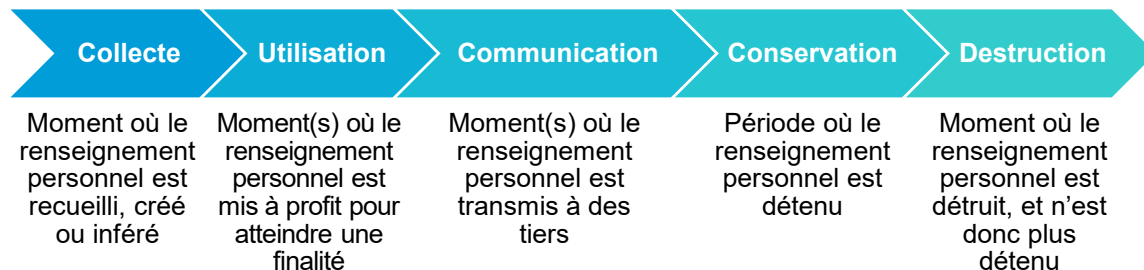 Collecte
Utilisation
Communication
Conservation
Destruction
Moment où le
renseignement
personnel est
recueilli, créé
ou inféré
Moment(s) où le
renseignement
personnel est
mis à profit pour
atteindre une
finalité
Moment(s) où le
renseignement
personnel est
transmis à des
tiers
Période où le
renseignement
personnel est
détenu
Moment où le
renseignement
personnel est
détruit, et n’est
donc plus
détenu